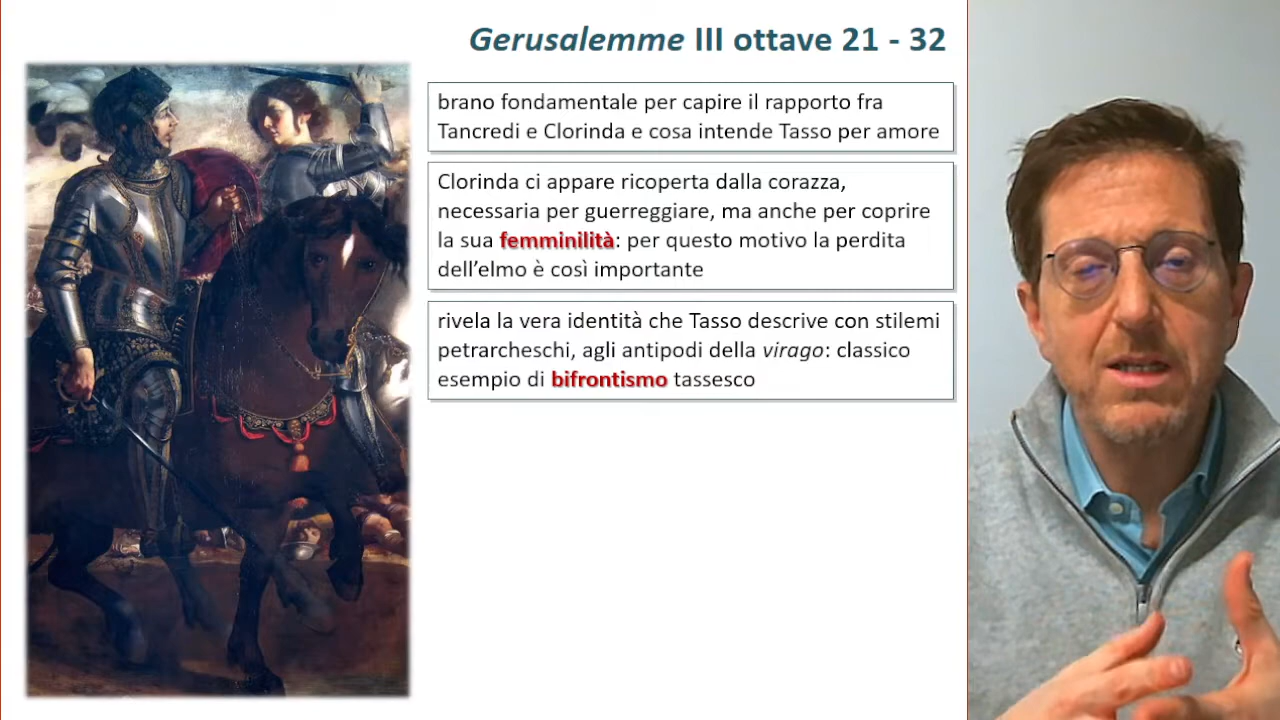 Gerusalemme III ottave 21 - 32
brano fondamentale per capire il rapporto fra
Tancredi e Clorinda e cosa intende Tasso per amore
Clorinda ci appare ricoperta dalla corazza,
necessaria per guerreggiare, ma anche per coprire
la sua femminilità: per questo motivo la perdita
dell’elmo è così importante
rivela la vera identità che Tasso descrive con stilemi
petrarcheschi, agli antipodi della virago: classico
esempio di bifrontismo tassesco